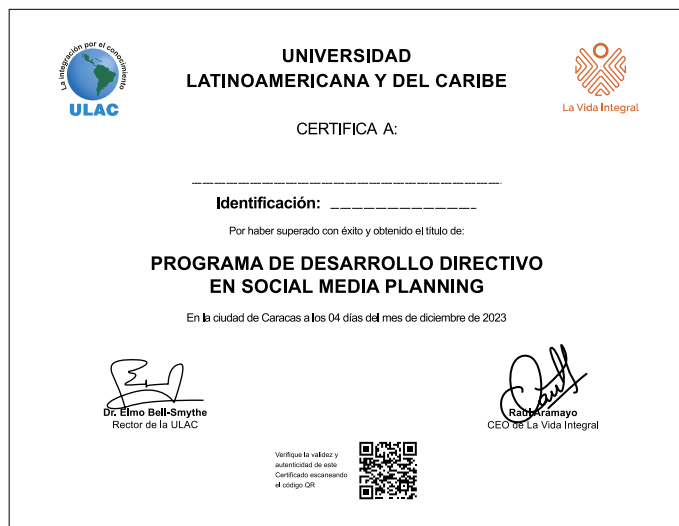 La integración por el conocimiento
ULAC
UNIVERSIDAD
LATINOAMERICANA Y DEL CARIBE
La Vida Integral
CERTIFICA A:
Identificación:
Por haber superado con éxito y obtenido el título de:
PROGRAMA DE DESARROLLO DIRECTIVO
EN SOCIAL MEDIA PLANNING
En la ciudad de Caracas a los 04 días del mes de diciembre de 2023
Dr. Elmo Bell-Smythe
Rector de la ULAC
Raúl Aramayo
CEO de La Vida Integral
Verifique la validez y
autenticidad de este
Certificado escaneando
el código QR